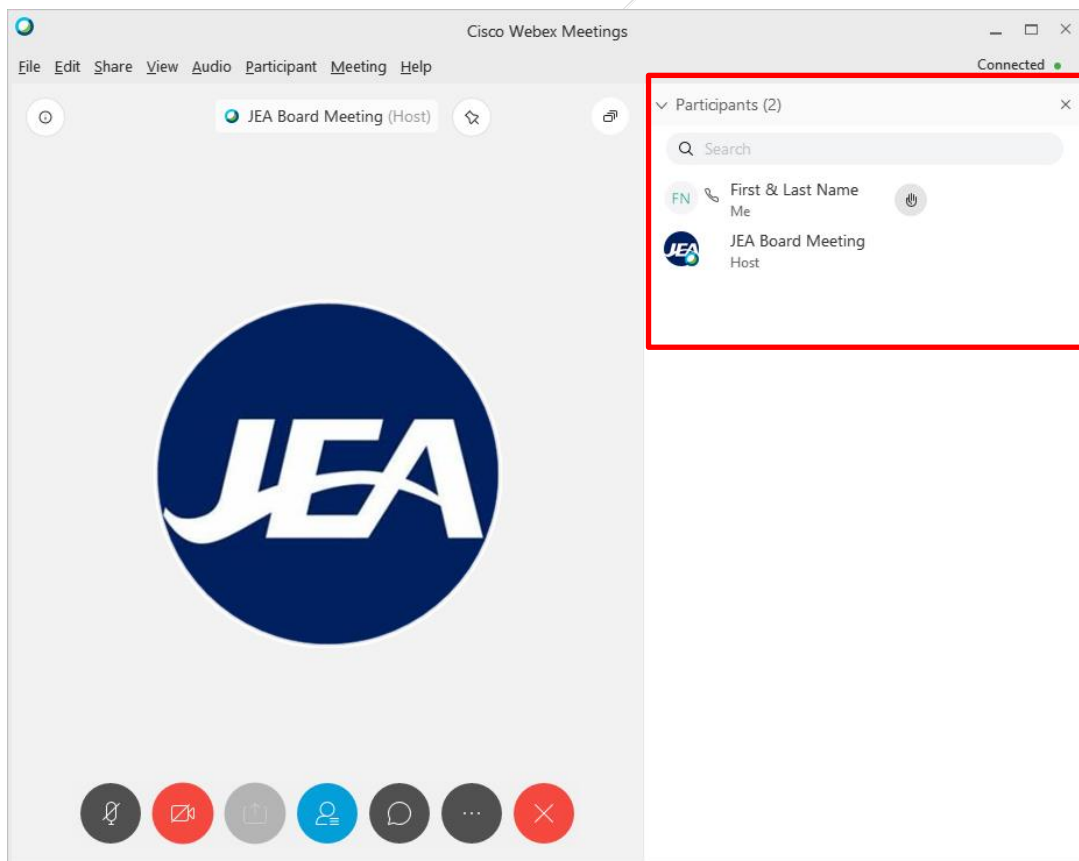 Cisco Webex Meetings
File Edit Share View Audio Participant Meeting Help
Connected
JEA Board Meeting (Host)
Participants (2)
Search
FN
First & Last Name
Me
JEA
JEA Board Meeting
Host
JEA